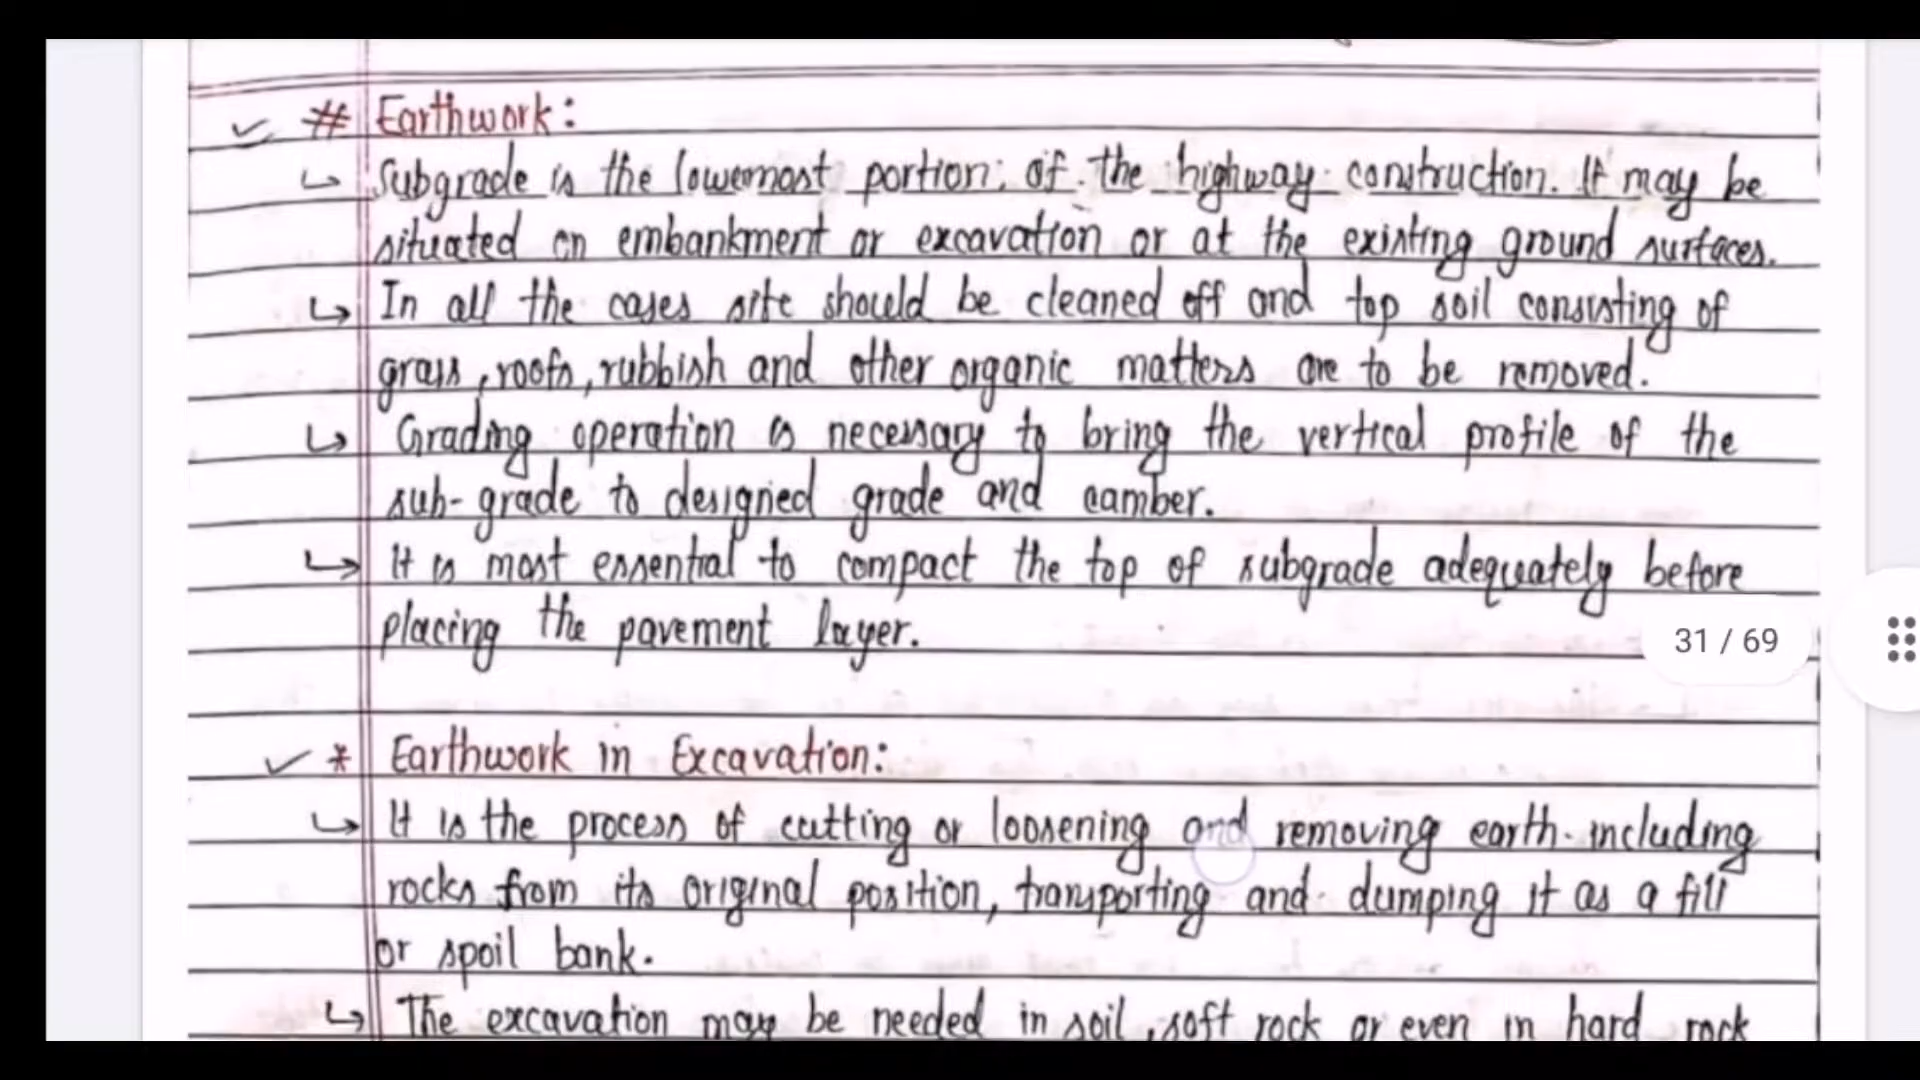 # Earthwork:
↳ Subgrade is the lowermost portion of the highway construction. It may be
situated on embankment or excavation or at the existing ground surfaces.
↳ In all the cases site should be cleaned off and top soil consisting of
grass, roots, rubbish and other organic matters are to be removed.
↳ Grading operation is necessary to bring the vertical profile of the
sub-grade to designed grade and camber.
↳ It is most essential to compact the top of subgrade adequately before
placing the pavement layer.
31 / 69
* Earthwork in Excavation:
↳ It is the process of cutting or loosening and removing earth including
rocks from its original position, transporting and dumping it as a fill
or spoil bank.
↳ The excavation may be needed in soil, soft rock or even in hard rock